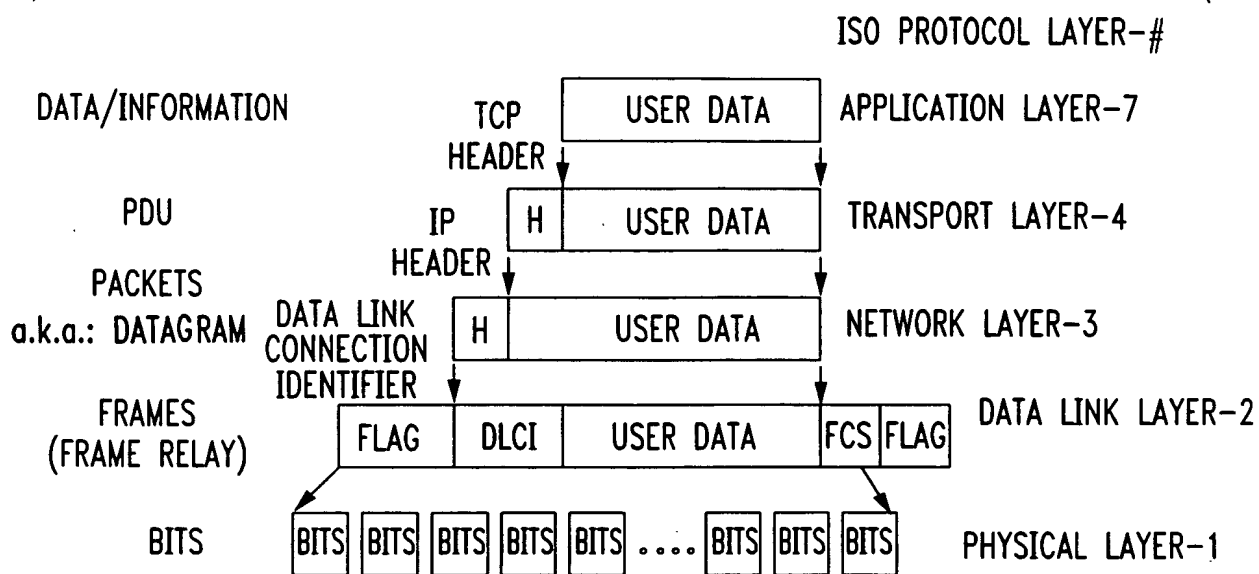 ISO PROTOCOL LAYER-#
DATA/INFORMATION
TCP
HEADER
USER DATA
APPLICATION LAYER-7
PDU
IP
HEADER
H
USER DATA
TRANSPORT LAYER-4
PACKETS
a.k.a.: DATAGRAM
DATA LINK
CONNECTION
IDENTIFIER
H
USER DATA
NETWORK LAYER-3
FRAMES
(FRAME RELAY)
FLAG
DLCI
USER DATA
FCS
FLAG
DATA LINK LAYER-2
BITS
BITS BITS BITS BITS BITS .... BITS BITS BITS
PHYSICAL LAYER-1